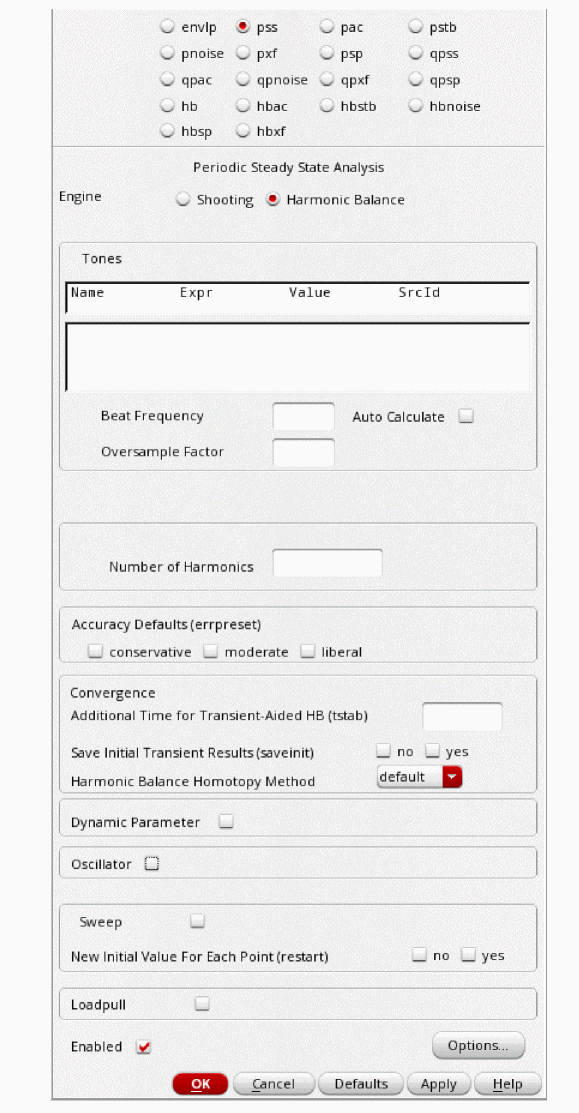 envlp pss pac pstb
pnoise pxf psp qpss
qpac qpnoise qpxf qpsp
hb hbac hbstb hbnoise
hbsp hbxf
Periodic Steady State Analysis
Engine Shooting Harmonic Balance
Tones
Name Expr Value SrcId
Beat Frequency Auto Calculate
Oversample Factor
Number of Harmonics
Accuracy Defaults (errpreset)
conservative moderate liberal
Convergence
Additional Time for Transient-Aided HB (tstab)
Save Initial Transient Results (saveinit) no yes
Harmonic Balance Homotopy Method default
Dynamic Parameter
Oscillator
Sweep
New Initial Value For Each Point (restart) no yes
Loadpull
Enabled Options...
OK Cancel Defaults Apply Help